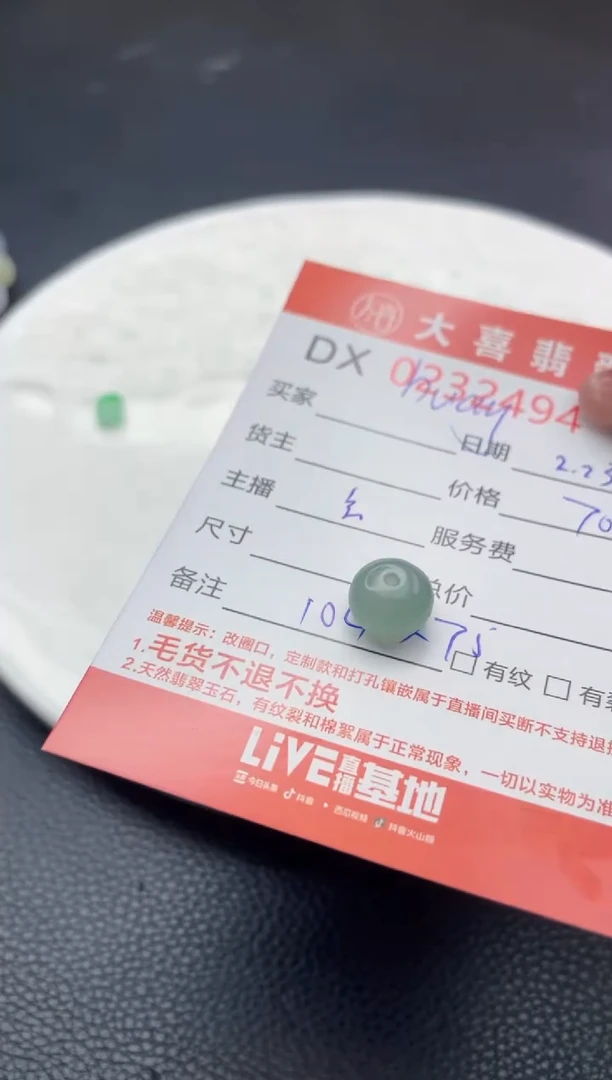 大喜翡
DX 0232494
买家
日期 2.23
货主
价格 70
主播
服务费
尺寸
总价
备注
□有纹 □有
温馨提示：改圈口，定制款和打孔镶嵌属于直播间买断不支持退
1.毛货不退不换
2.天然翡翠玉石，有纹裂和棉絮属于正常现象，一切以实物为准
LIVE直播基地
今日头条 抖音 · 西瓜视频 抖音火山版